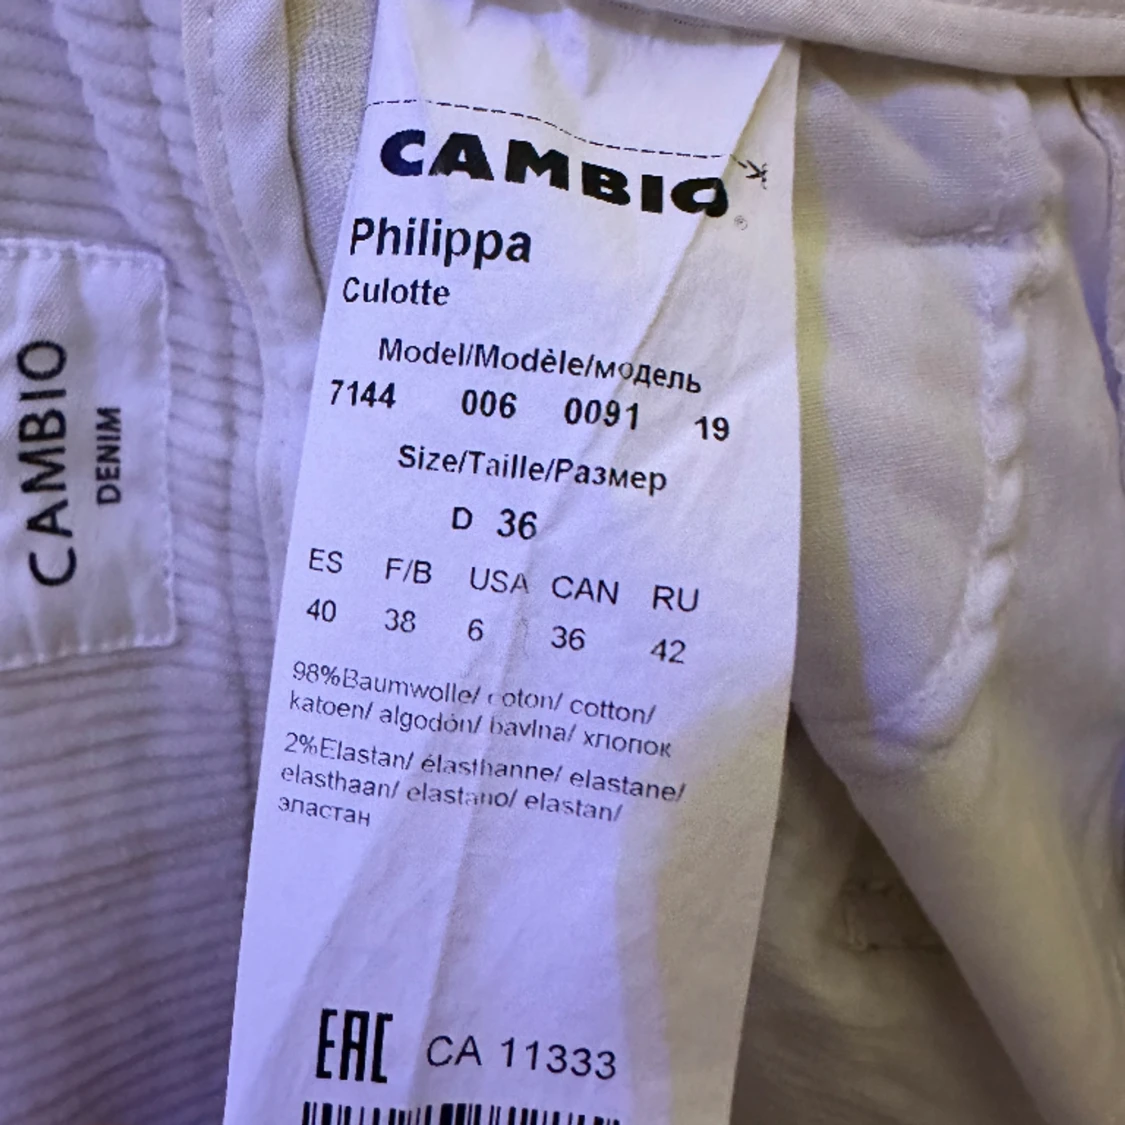 CAMBIO
DENIM
CAMBIO®
Philippa
Culotte
Model/Modèle/модель
7144 006 0091 19
Size/Taille/Размер
D 36
ES F/B USA CAN RU
40 38 6 36 42
98%Baumwolle/ coton/ cotton/
katoen/ algodón/ bavlna/ хлопок
2%Elastan/ élasthanne/ elastane/
elasthaan/ elastano/ elastan/
эластан
EAC CA 11333